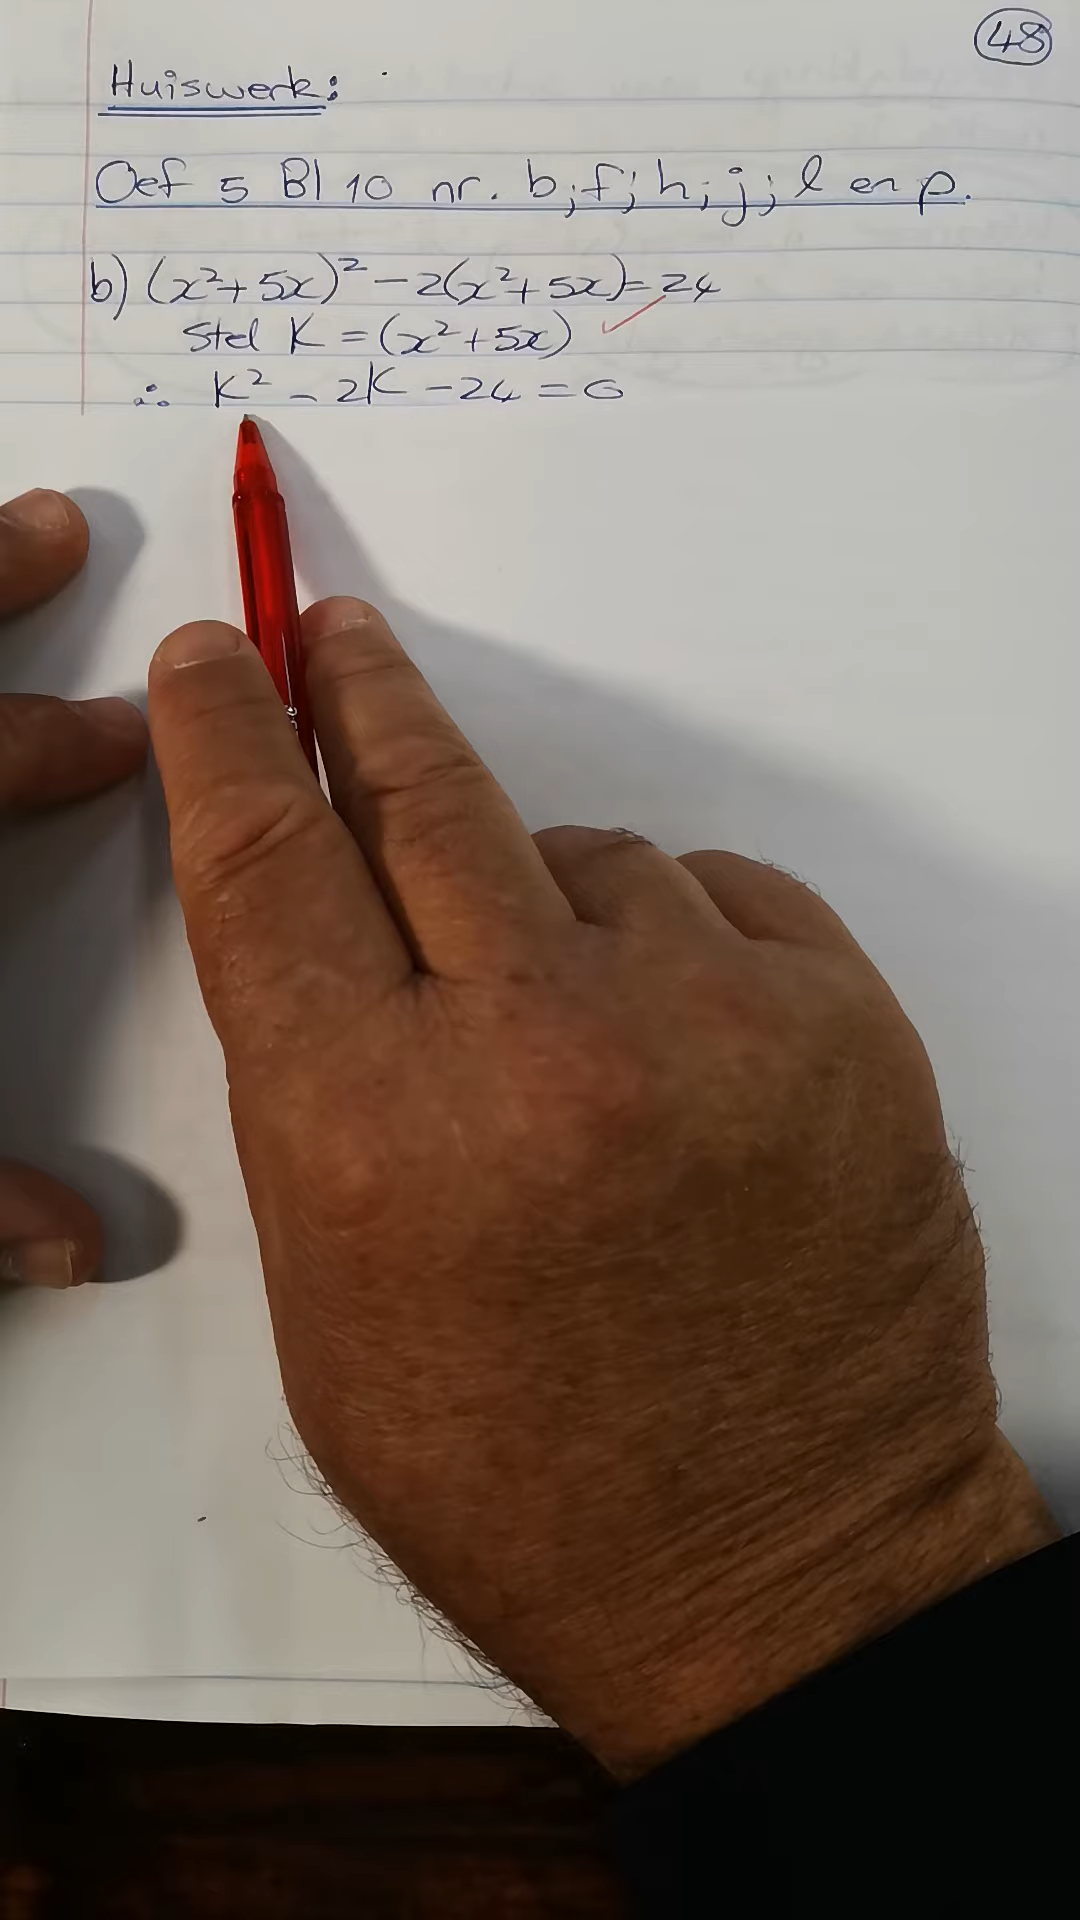 48
Huiswerk:
Oef 5 Bl 10 nr. b; f; h; j; l en p.
b) (x²+5x)² - 2(x²+5x) = 24
Stel K = (x²+5x) ✓
∴ K² - 2K - 24 = 0